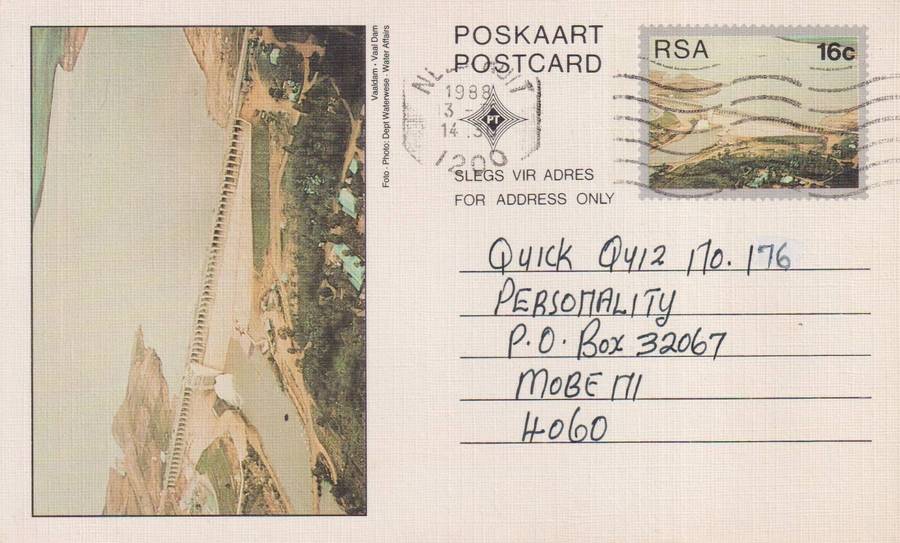 Vaaldam - Vaal Dam
Foto - Photo: Dept Waterwese - Water Affairs
POSKAART
POSTCARD
1988
PT
1200
SLEGS VIR ADRES
FOR ADDRESS ONLY
RSA 16c
QUICK QUIZ NO. 176
PERSONALITY
P.O. BOX 32067
MOBENI
4060